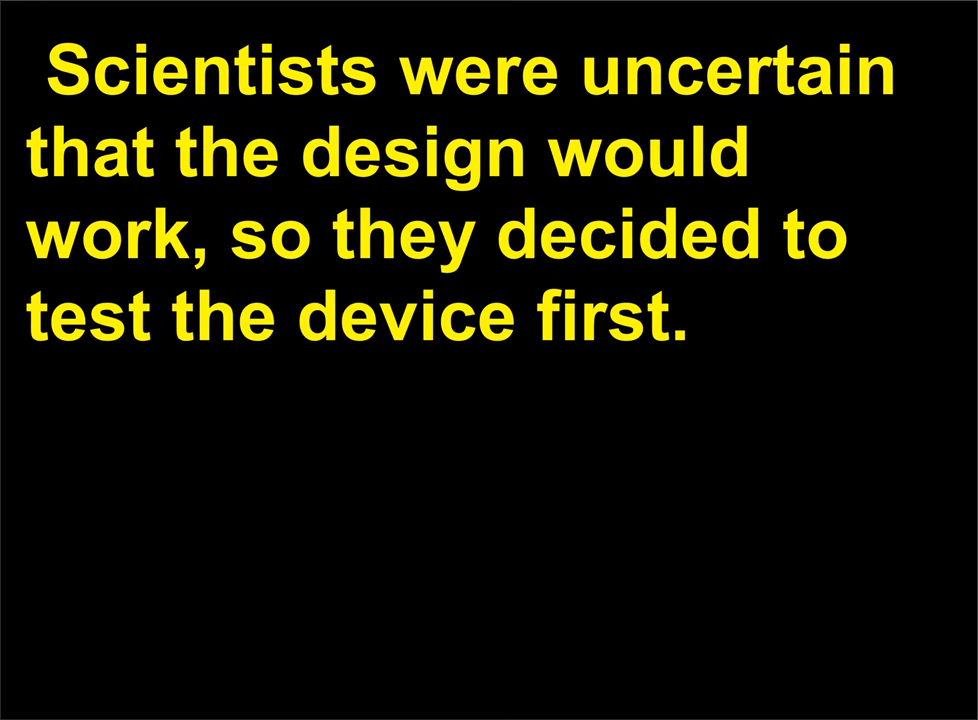 Scientists were uncertain
that the design would
work, so they decided to
test the device first.